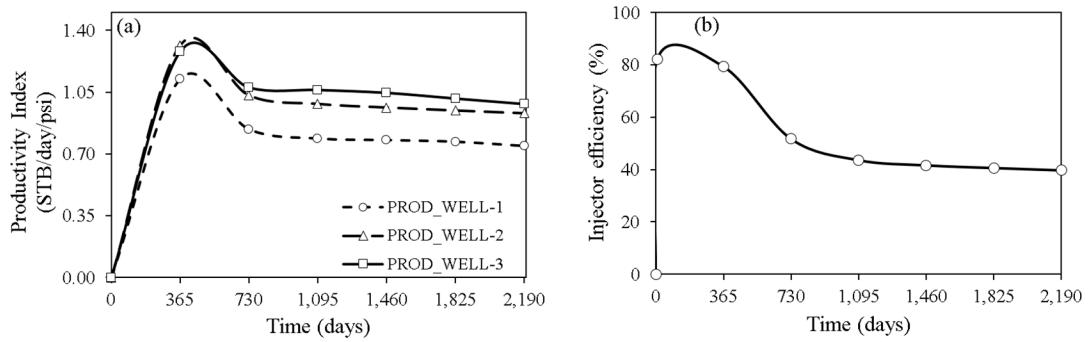 (a)
1.40
1.05
0.70
0.35
0.00
Productivity Index
(STB/day/psi)
PROD_WELL-1
PROD_WELL-2
PROD_WELL-3
0 365 730 1,095 1,460 1,825 2,190
Time (days)
(b)
100
80
60
40
20
0
Injector efficiency (%)
0 365 730 1,095 1,460 1,825 2,190
Time (days)